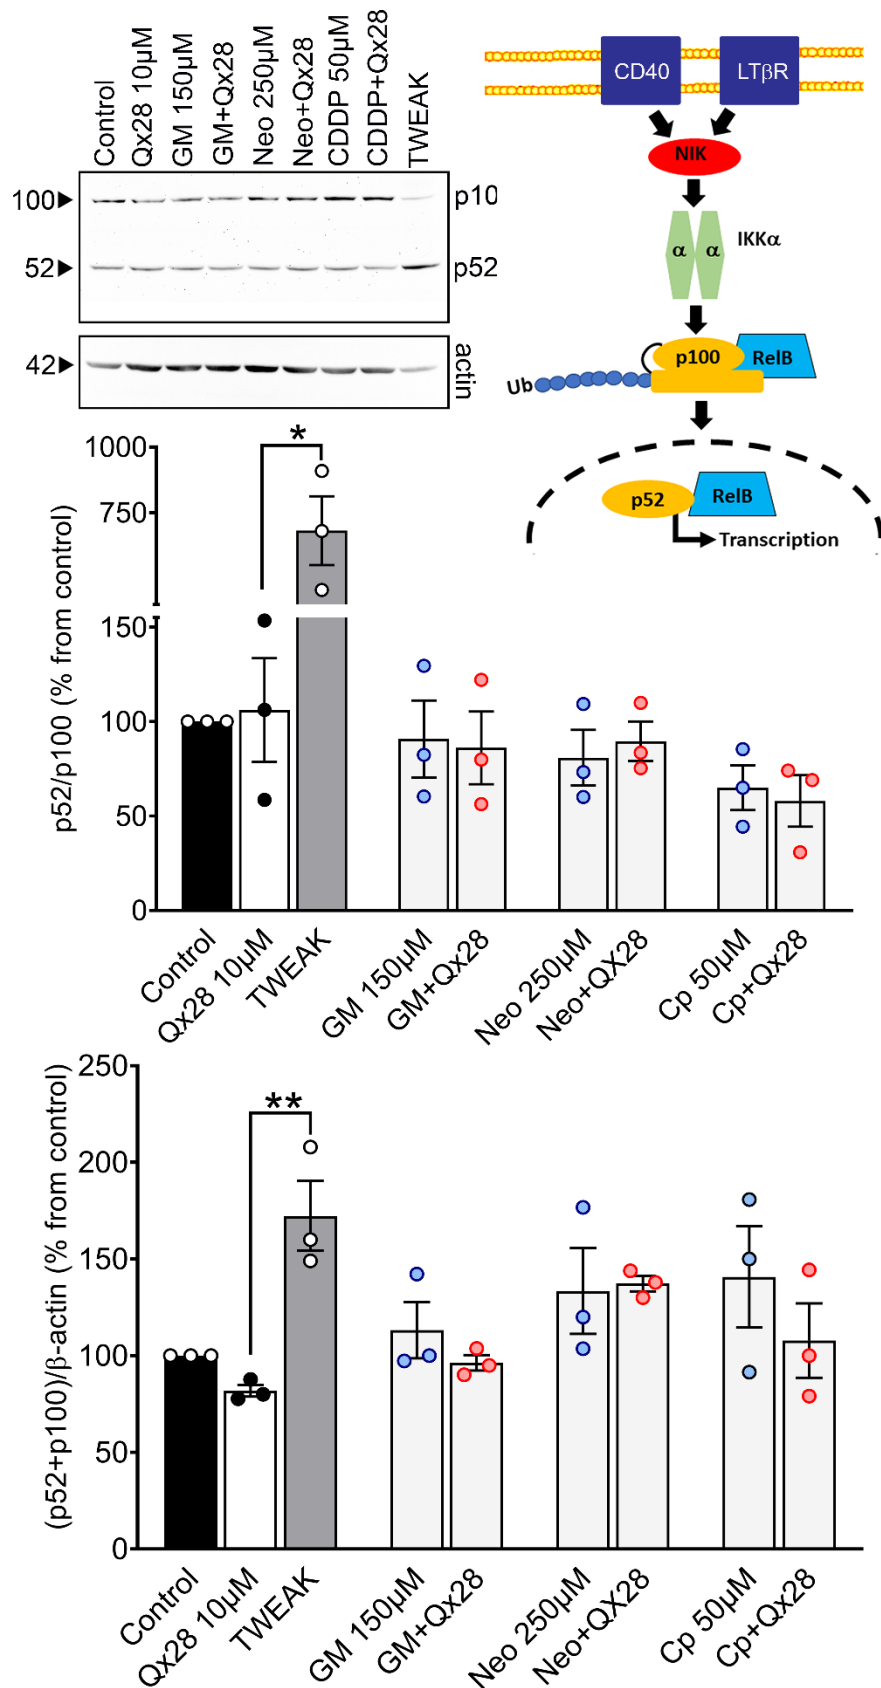 Control
Qx28 10µM
GM 150µM
GM+Qx28
Neo 250µM
Neo+Qx28
CDDP 50µM
CDDP+Qx28
TWEAK
100
p10
52
p52
42
actin
CD40
LTβR
NIK
α
α
IKKα
p100
RelB
Ub
p52
RelB
Transcription
p52/p100 (% from control)
1000
750
150
100
50
0
*
Control
Qx28 10µM
TWEAK
GM 150µM
GM+Qx28
Neo 250µM
Neo+QX28
Cp 50µM
Cp+Qx28
(p52+p100)/β-actin (% from control)
250
200
150
100
50
0
**
Control
Qx28 10µM
TWEAK
GM 150µM
GM+Qx28
Neo 250µM
Neo+QX28
Cp 50µM
Cp+Qx28